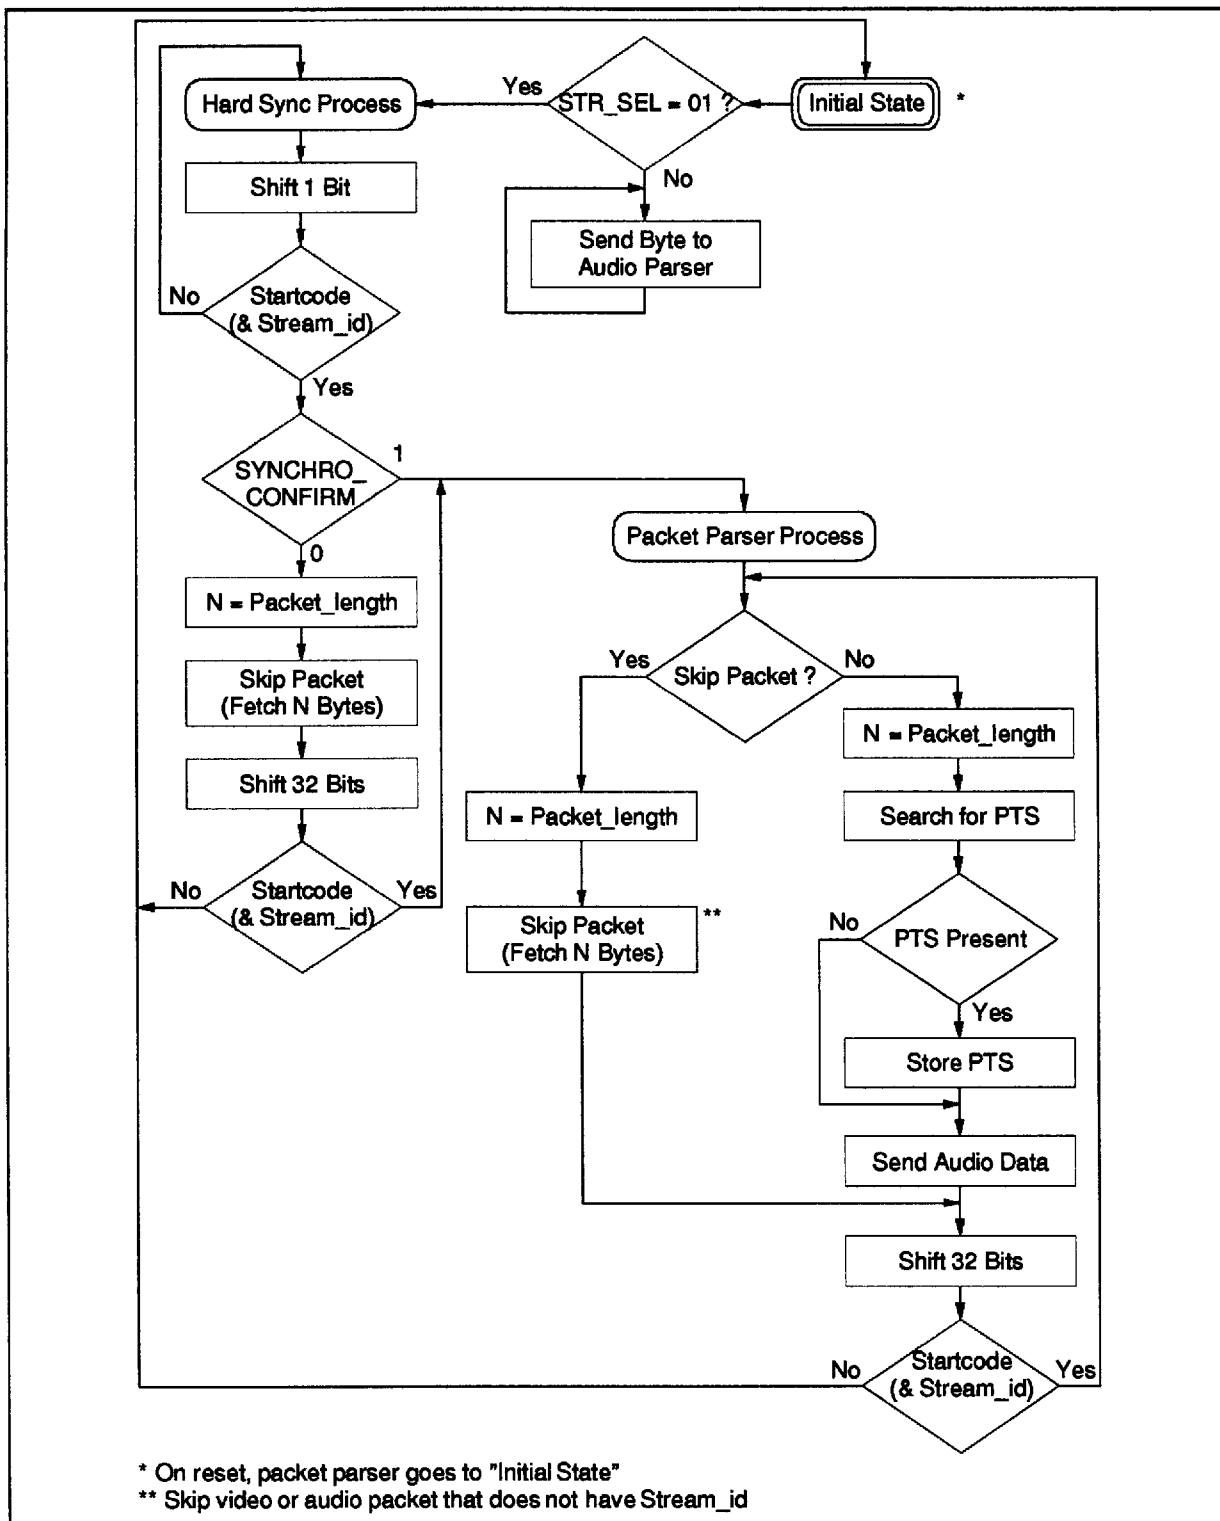 Yes
Hard Sync Process
STR_SEL = 01 ?
Initial State
*
Shift 1 Bit
No
Send Byte to
Audio Parser
No
Startcode
(& Stream_id)
Yes
SYNCHRO_
CONFIRM
1
0
Packet Parser Process
N = Packet_length
Skip Packet
(Fetch N Bytes)
Shift 32 Bits
No
Startcode
(& Stream_id)
Yes
Yes
Skip Packet ?
No
N = Packet_length
Skip Packet
(Fetch N Bytes)
**
N = Packet_length
Search for PTS
No
PTS Present
Yes
Store PTS
Send Audio Data
Shift 32 Bits
No
Startcode
(& Stream_id)
Yes
* On reset, packet parser goes to "Initial State"
** Skip video or audio packet that does not have Stream_id